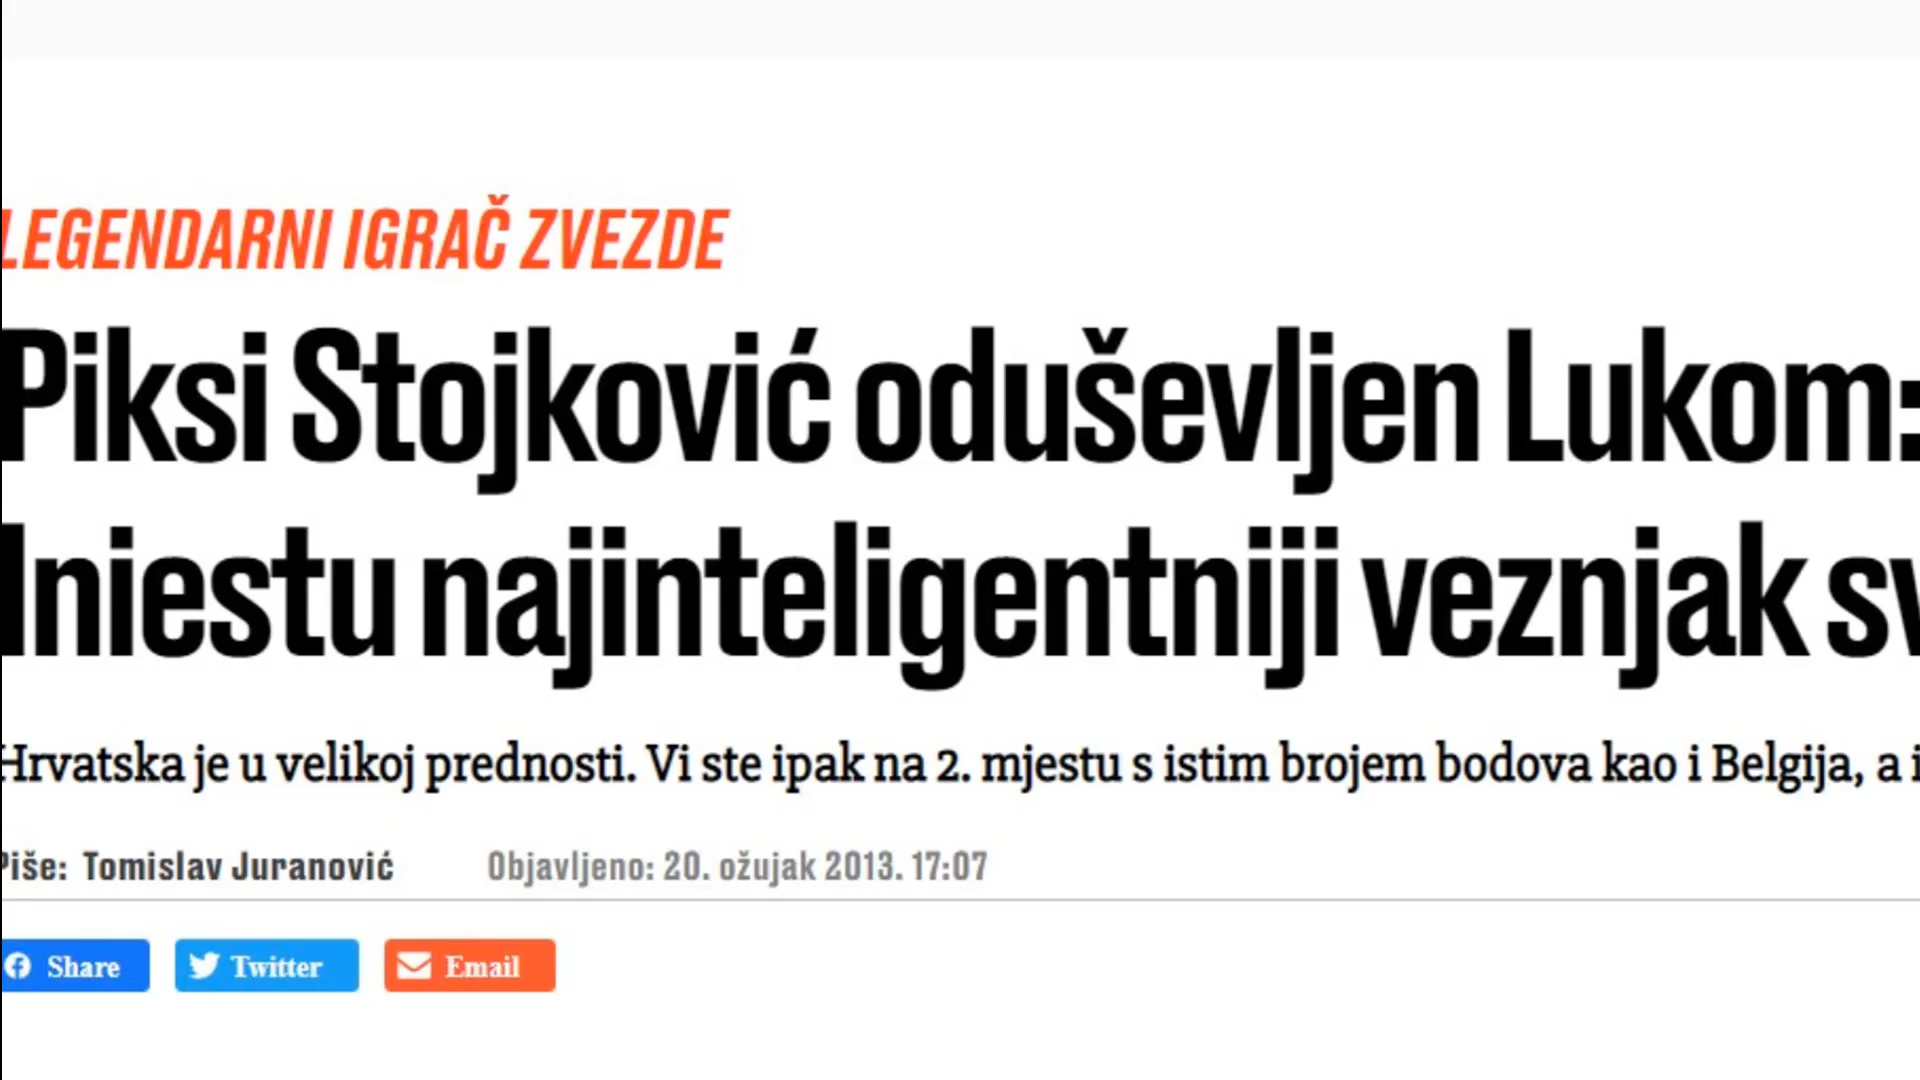 LEGENDARNI IGRAČ ZVEZDE
Piksi Stojković oduševljen Lukom:
Iniestu najinteligentniji veznjak
Hrvatska je u velikoj prednosti. Vi ste ipak na 2. mjestu s istim brojem bodova kao i Belgija, a
Piše: Tomislav Juranović
Objavljeno: 20. ožujak 2013. 17:07
Share
Twitter
Email